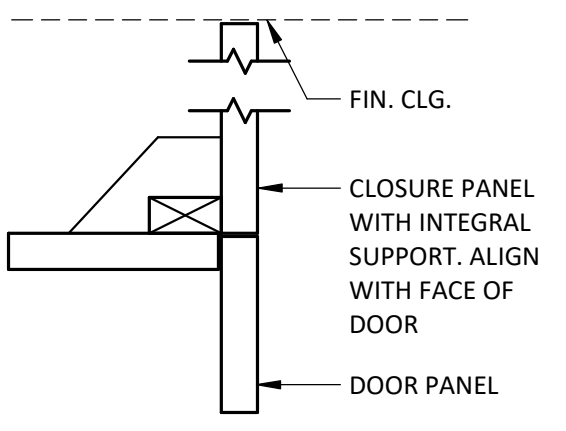 FIN. CLG.
CLOSURE PANEL
WITH INTEGRAL
SUPPORT. ALIGN
WITH FACE OF
DOOR
DOOR PANEL